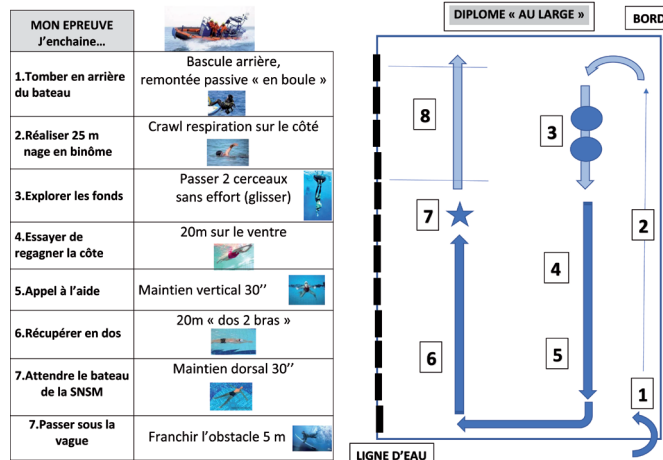 MON EPREUVE
J’enchaine…
1.Tomber en arrière
du bateau
Bascule arrière,
remontée passive « en boule »
2.Réaliser 25 m
nage en binôme
Crawl respiration sur le côté
3.Explorer les fonds
Passer 2 cerceaux
sans effort (glisser)
4.Essayer de
regagner la côte
20m sur le ventre
5.Appel à l’aide
Maintien vertical 30’’
6.Récupérer en dos
20m « dos 2 bras »
7.Attendre le bateau
de la SNSM
Maintien dorsal 30’’
7.Passer sous la
vague
Franchir l’obstacle 5 m
DIPLOME « AU LARGE »
BORD
8
3
7
2
4
6
5
1
LIGNE D’EAU